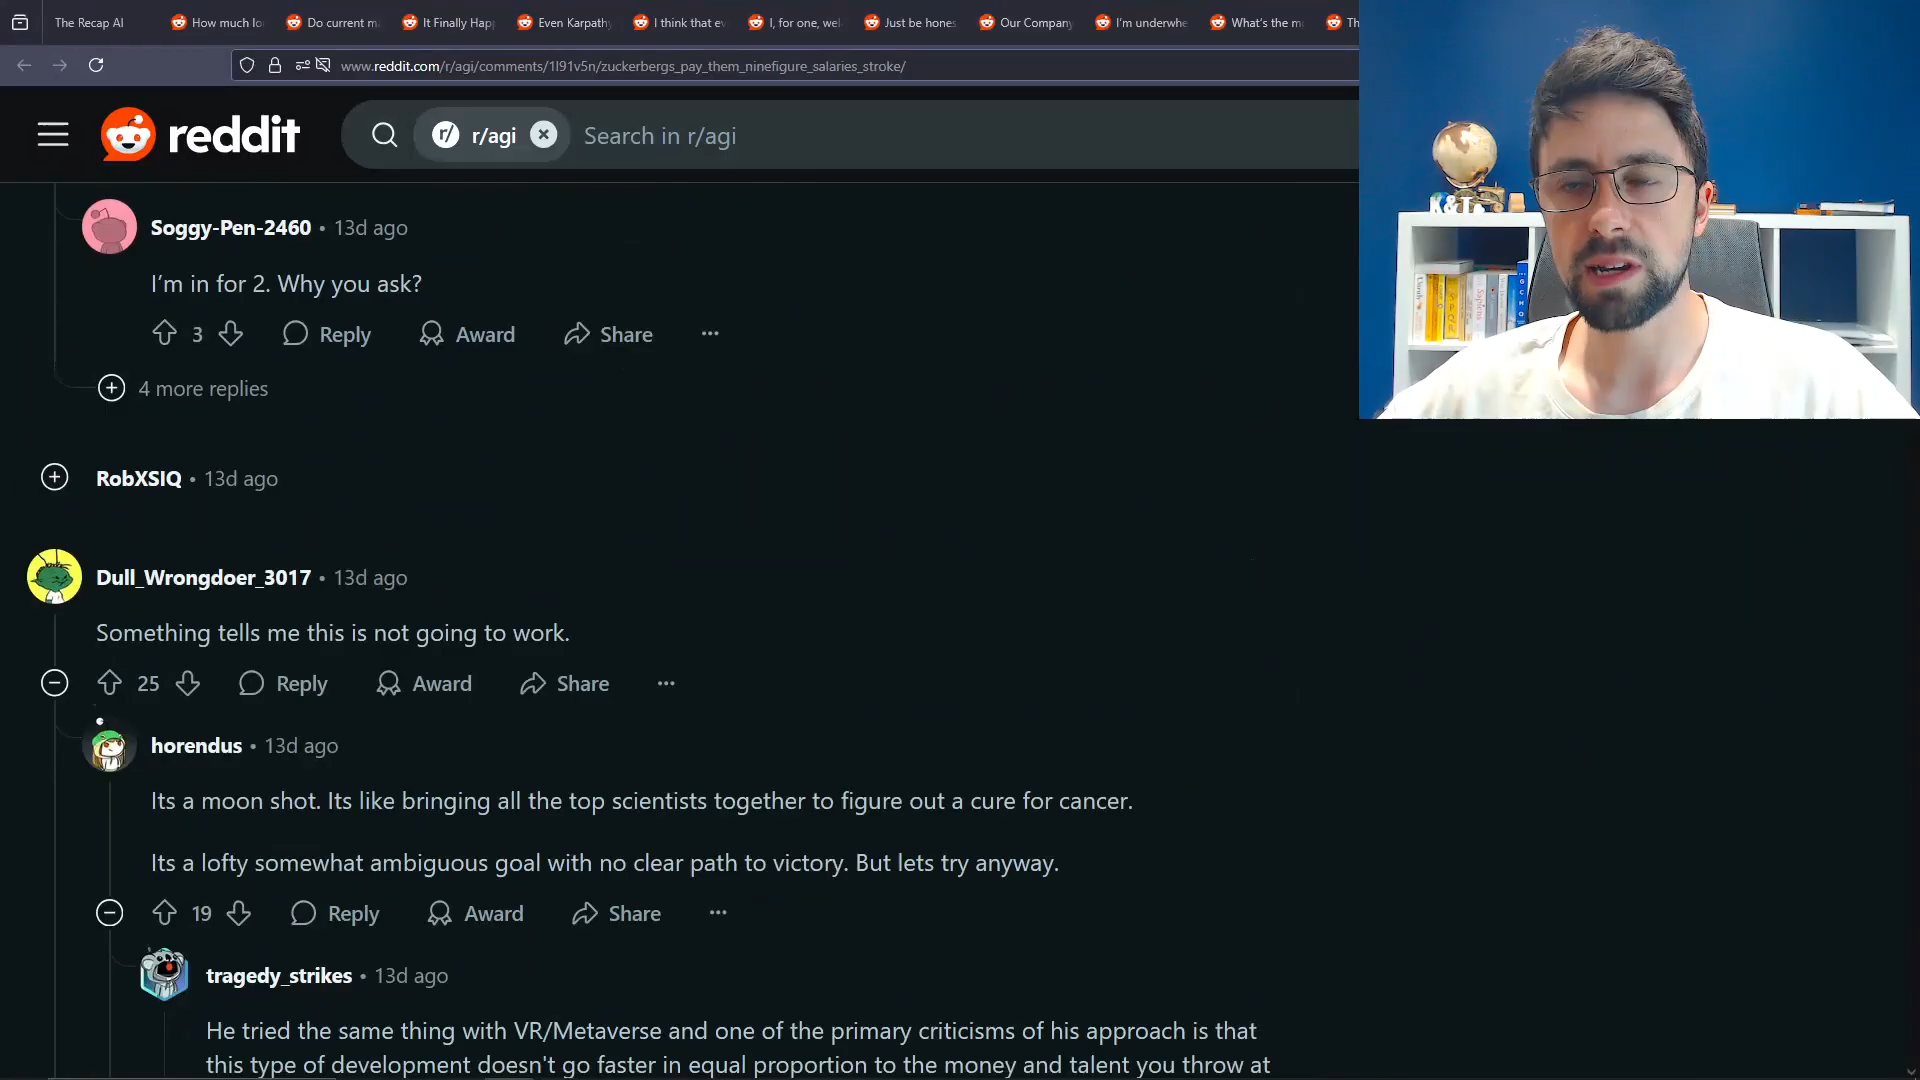 The Recap AI
How much lo
Do current m
It Finally Hap
Even Karpath
I think that ev
I, for one, wel
Just be hones
Our Company
I'm underwhe
What's the m
Th
www.reddit.com/r/agi/comments/1l91v5n/zuckerbergs_pay_them_ninefigure_salaries_stroke/
reddit
r/
r/agi
Search in r/agi
K&I.
Soggy-Pen-2460 • 13d ago
I'm in for 2. Why you ask?
3
Reply
Award
Share
4 more replies
RobXSIQ • 13d ago
Dull_Wrongdoer_3017 • 13d ago
Something tells me this is not going to work.
25
Reply
Award
Share
horendus • 13d ago
Its a moon shot. Its like bringing all the top scientists together to figure out a cure for cancer.
Its a lofty somewhat ambiguous goal with no clear path to victory. But lets try anyway.
19
Reply
Award
Share
tragedy_strikes • 13d ago
He tried the same thing with VR/Metaverse and one of the primary criticisms of his approach is that
this type of development doesn't go faster in equal proportion to the money and talent you throw at